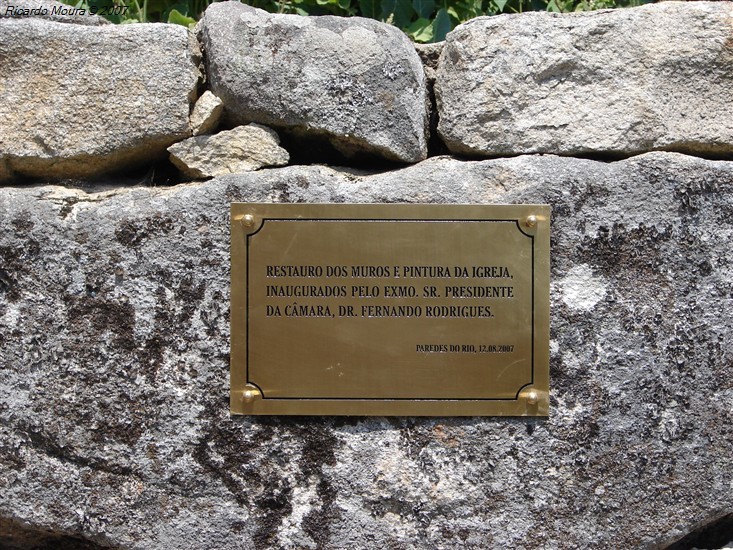 Ricardo Moura © 2007
RESTAURO DOS MUROS E PINTURA DA IGREJA,
INAUGURADOS PELO EXMO. SR. PRESIDENTE
DA CÂMARA, DR. FERNANDO RODRIGUES.
PAREDES DO RIO, 12.08.2007